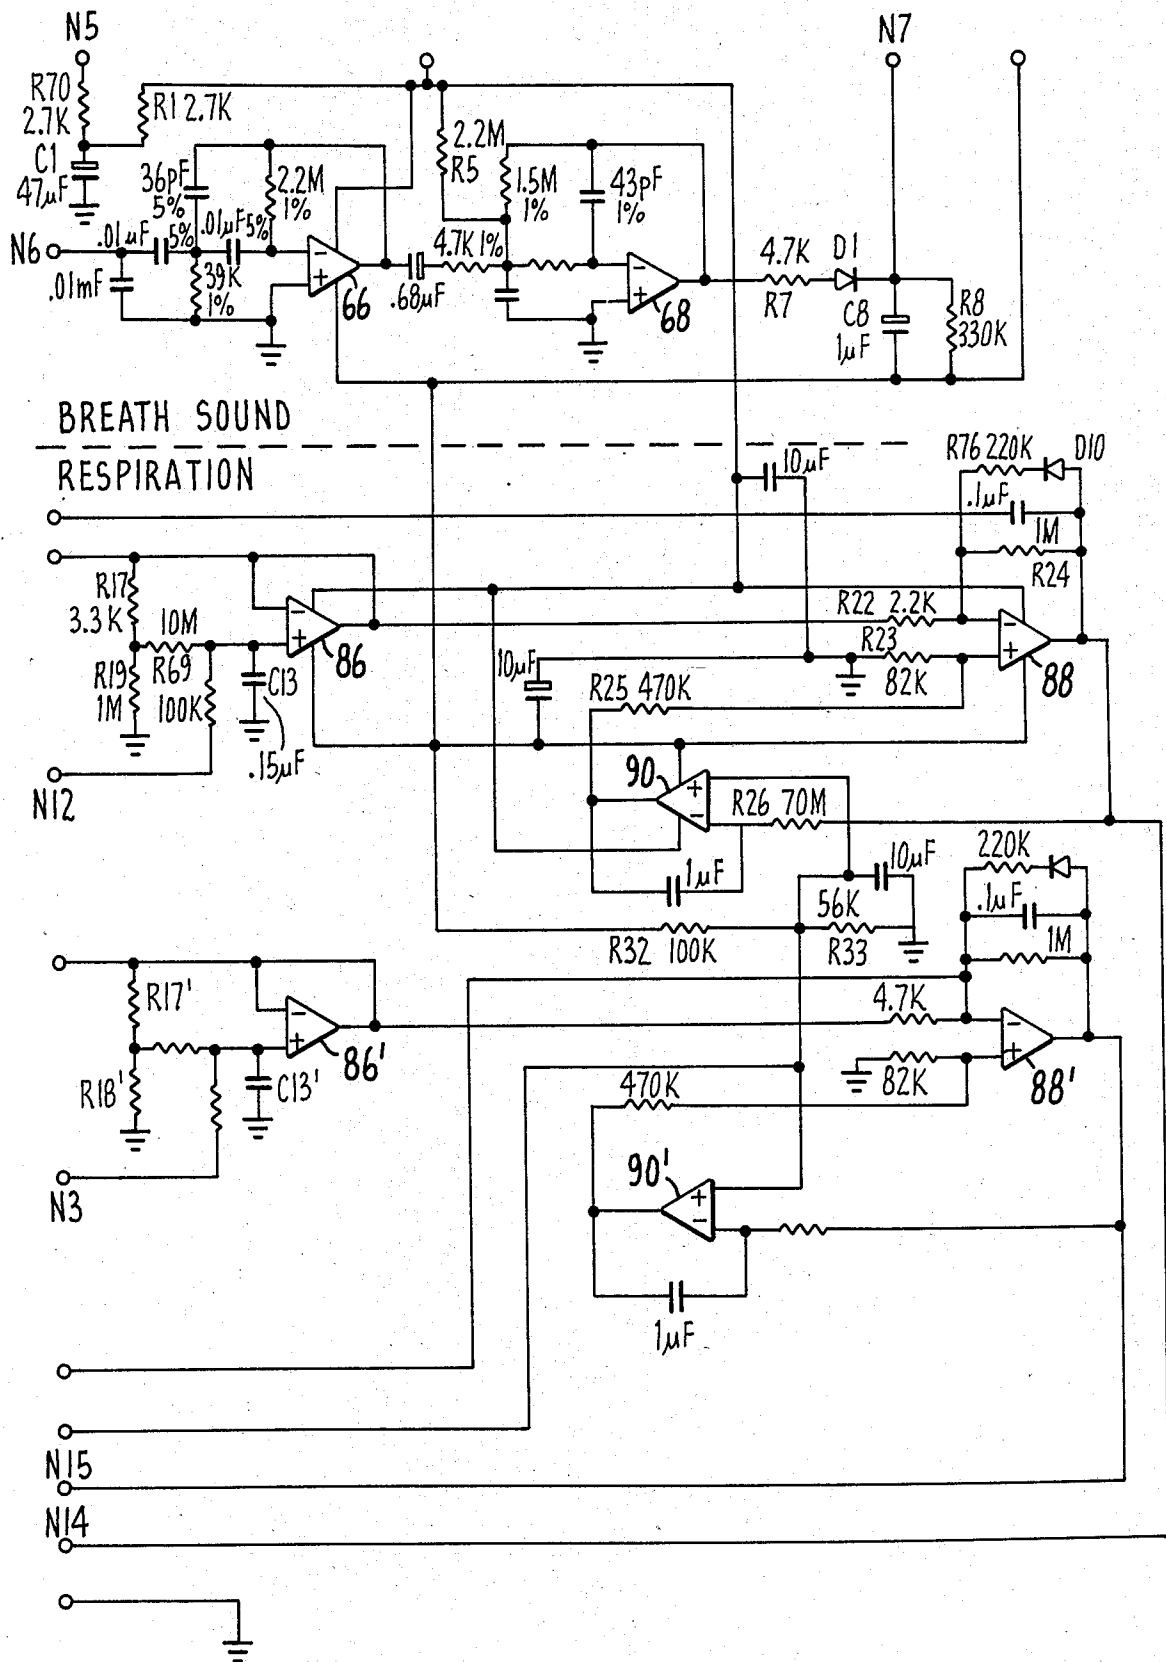 N5
N7
R70
2.7K
R1 2.7K
C1
47µF
36pF
5%
2.2M
1%
2.2M
R5
1.5M
1%
43pF
1%
N6
.01µF
5%
.01µF
5%
.01mF
39K
1%
66
.68µF
4.7K 1%
68
4.7K
R7
D1
C8
1µF
R8
330K
BREATH SOUND
RESPIRATION
10µF
R76 220K
D10
.1µF
1M
R24
R17
3.3K
10M
R69
R19
1M
100K
C13
.15µF
86
N12
R22 2.2K
R23
82K
88
10µF
R25 470K
90
R26 70M
1µF
10µF
56K
R33
R32
100K
220K
.1µF
1M
R17'
R18'
C13'
86'
4.7K
82K
88'
470K
N3
90'
1µF
N15
N14